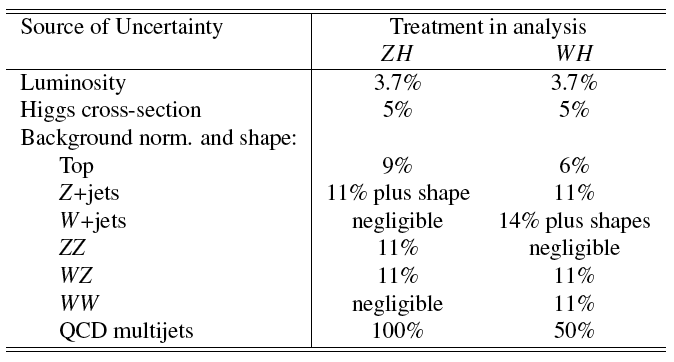 Source of Uncertainty Treatment in analysis
ZH WH
Luminosity 3.7% 3.7%
Higgs cross-section 5% 5%
Background norm. and shape:
Top 9% 6%
Z+jets 11% plus shape 11%
W+jets negligible 14% plus shapes
ZZ 11% negligible
WZ 11% 11%
WW negligible 11%
QCD multijets 100% 50%